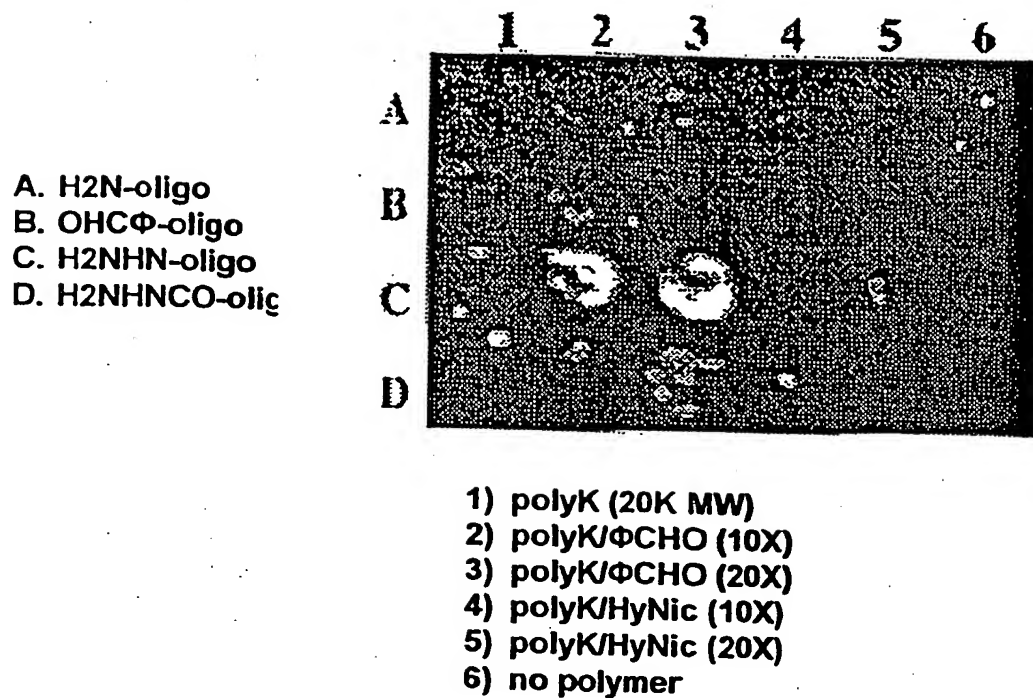 1 2 3 4 5 6
A
B
C
D
A. H2N-oligo
B. OHCΦ-oligo
C. H2NHN-oligo
D. H2NHNCO-olig
1) polyK (20K MW)
2) polyK/ΦCHO (10X)
3) polyK/ΦCHO (20X)
4) polyK/HyNic (10X)
5) polyK/HyNic (20X)
6) no polymer